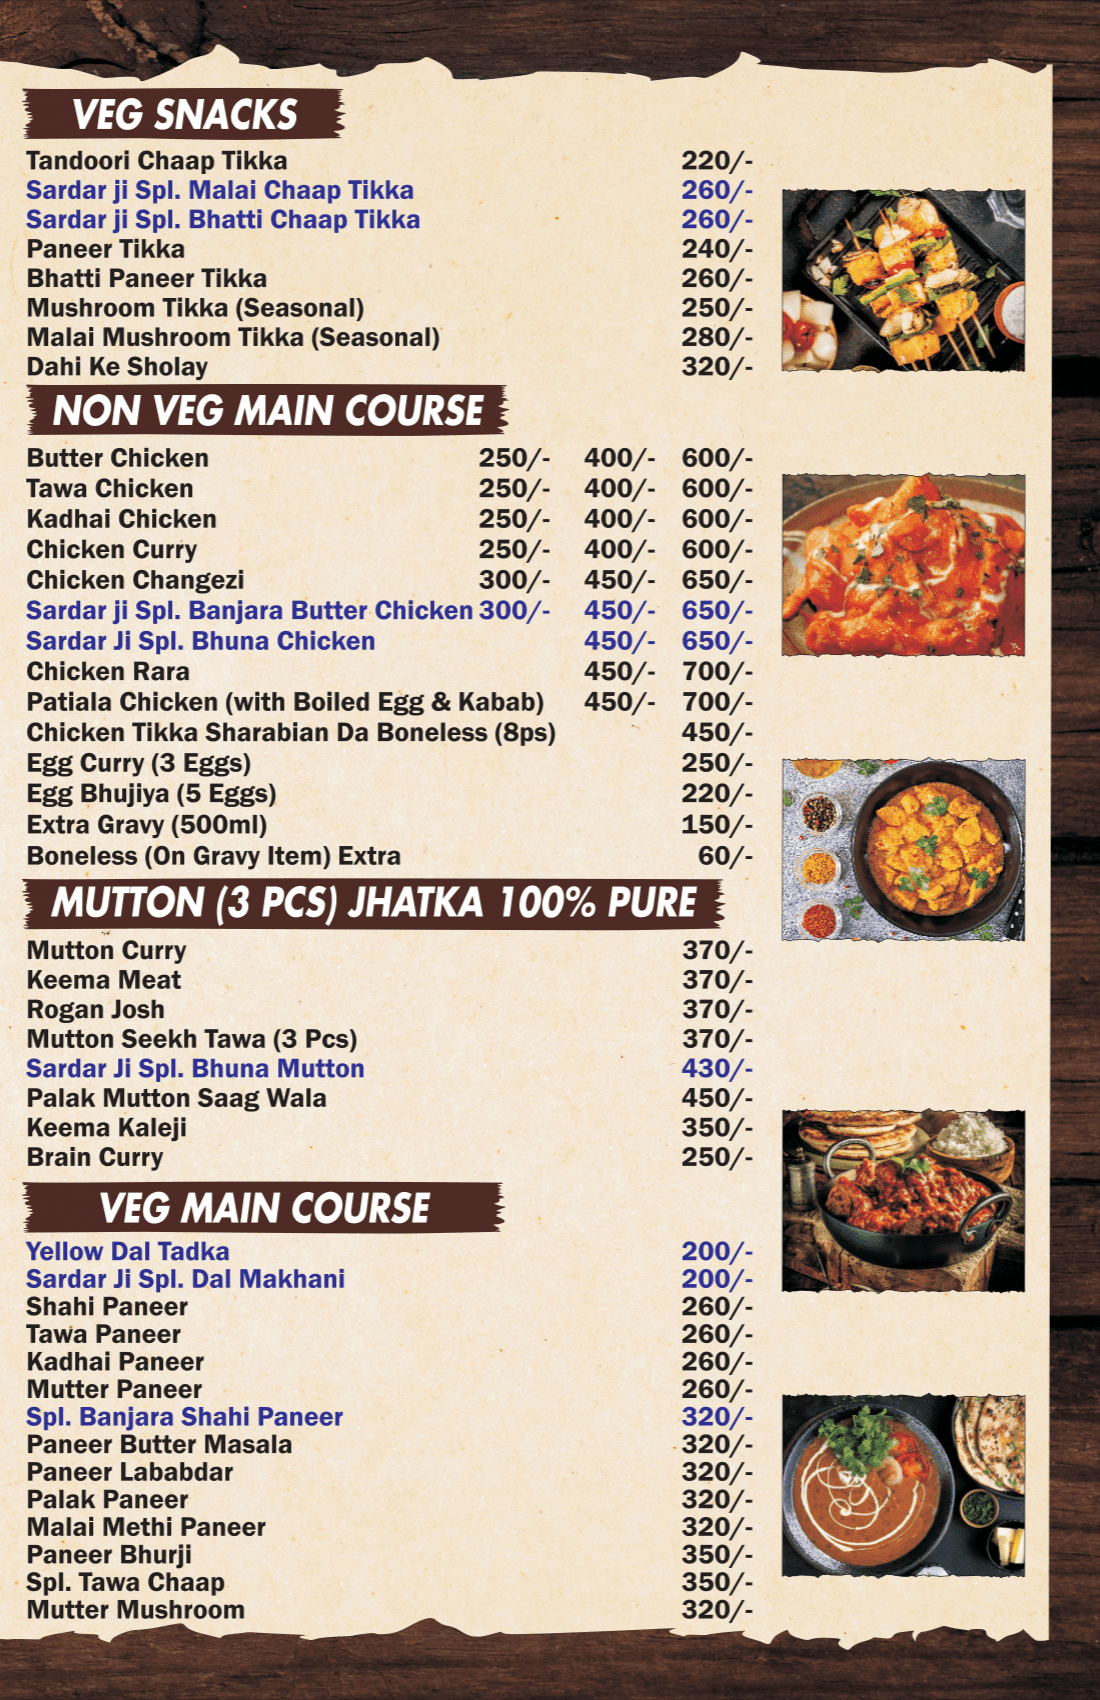 VEG SNACKS
Tandoori Chaap Tikka 220/-
Sardar ji Spl. Malai Chaap Tikka 260/-
Sardar ji Spl. Bhatti Chaap Tikka 260/-
Paneer Tikka 240/-
Bhatti Paneer Tikka 260/-
Mushroom Tikka (Seasonal) 250/-
Malai Mushroom Tikka (Seasonal) 280/-
Dahi Ke Sholay 320/-
NON VEG MAIN COURSE
Butter Chicken 250/- 400/- 600/-
Tawa Chicken 250/- 400/- 600/-
Kadhai Chicken 250/- 400/- 600/-
Chicken Curry 250/- 400/- 600/-
Chicken Changezi 300/- 450/- 650/-
Sardar ji Spl. Banjara Butter Chicken 300/- 450/- 650/-
Sardar Ji Spl. Bhuna Chicken 450/- 650/-
Chicken Rara 450/- 700/-
Patiala Chicken (with Boiled Egg & Kabab) 450/- 700/-
Chicken Tikka Sharabian Da Boneless (8ps) 450/-
Egg Curry (3 Eggs) 250/-
Egg Bhujiya (5 Eggs) 220/-
Extra Gravy (500ml) 150/-
Boneless (On Gravy Item) Extra 60/-
MUTTON (3 PCS) JHATKA 100% PURE
Mutton Curry 370/-
Keema Meat 370/-
Rogan Josh 370/-
Mutton Seekh Tawa (3 Pcs) 370/-
Sardar Ji Spl. Bhuna Mutton 430/-
Palak Mutton Saag Wala 450/-
Keema Kaleji 350/-
Brain Curry 250/-
VEG MAIN COURSE
Yellow Dal Tadka 200/-
Sardar Ji Spl. Dal Makhani 200/-
Shahi Paneer 260/-
Tawa Paneer 260/-
Kadhai Paneer 260/-
Mutter Paneer 260/-
Spl. Banjara Shahi Paneer 320/-
Paneer Butter Masala 320/-
Paneer Lababdar 320/-
Palak Paneer 320/-
Malai Methi Paneer 320/-
Paneer Bhurji 350/-
Spl. Tawa Chaap 350/-
Mutter Mushroom 320/-